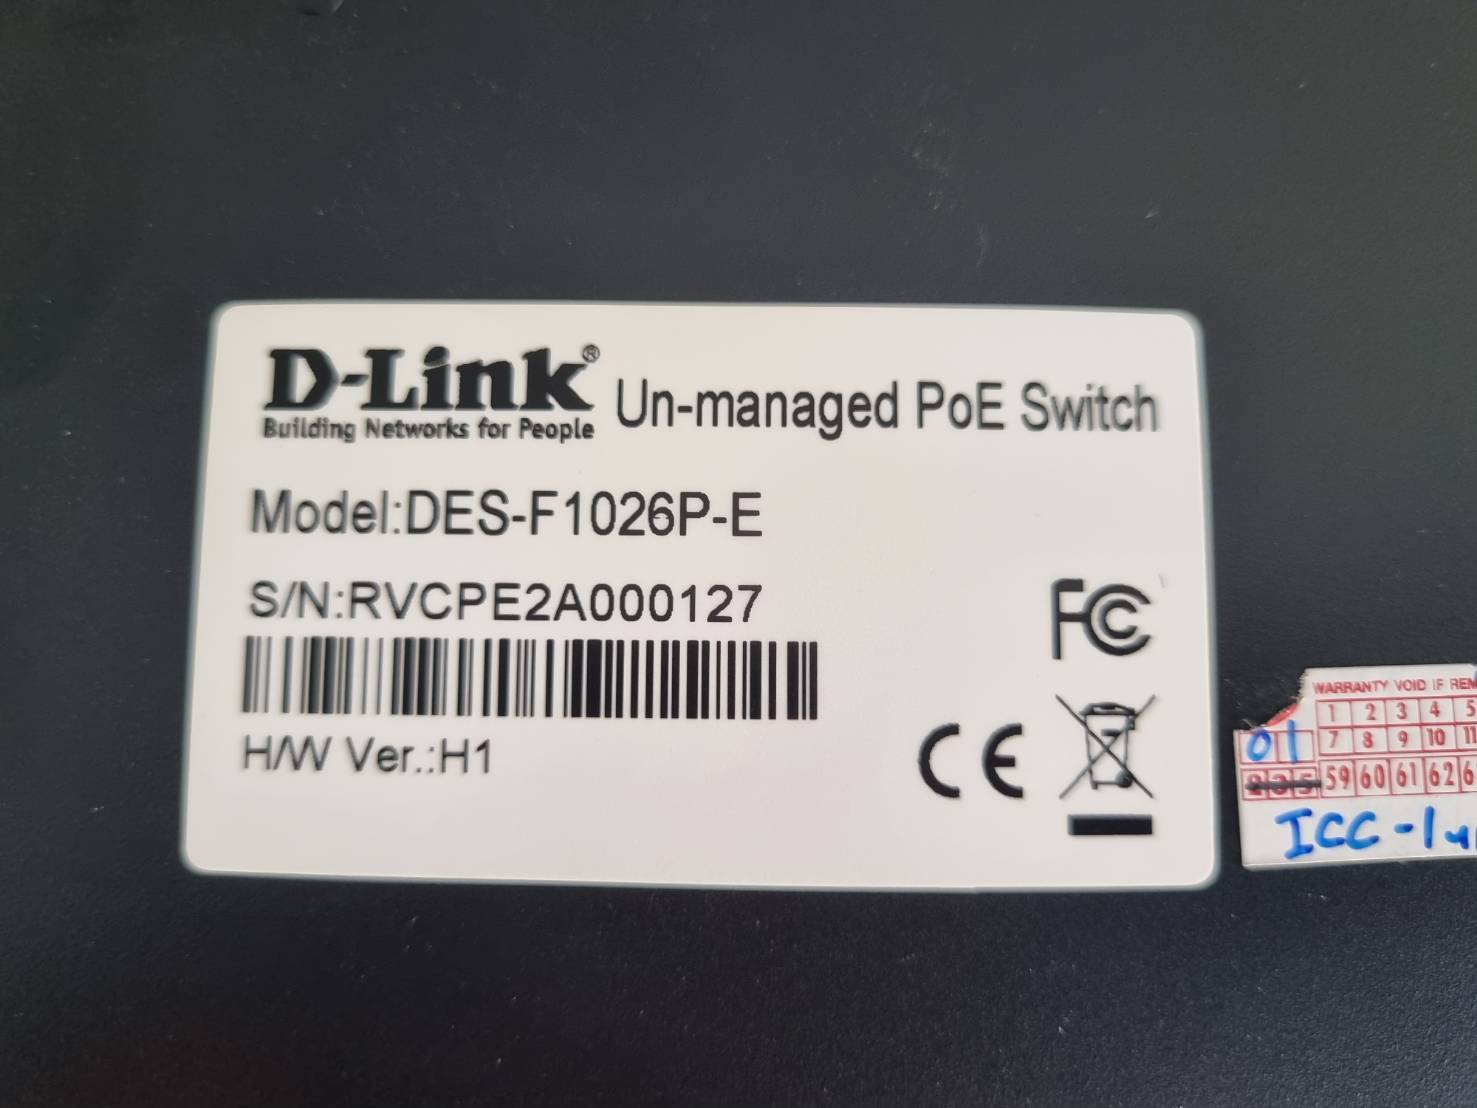 D-Link®
Building Networks for People
Un-managed PoE Switch
Model:DES-F1026P-E
S/N:RVCPE2A000127
FC
H/W Ver.:H1
CE
WARRANTY VOID IF
1 2 3 4 5
01 7 8 9 10 11
235 59 60 61 62
ICC-1